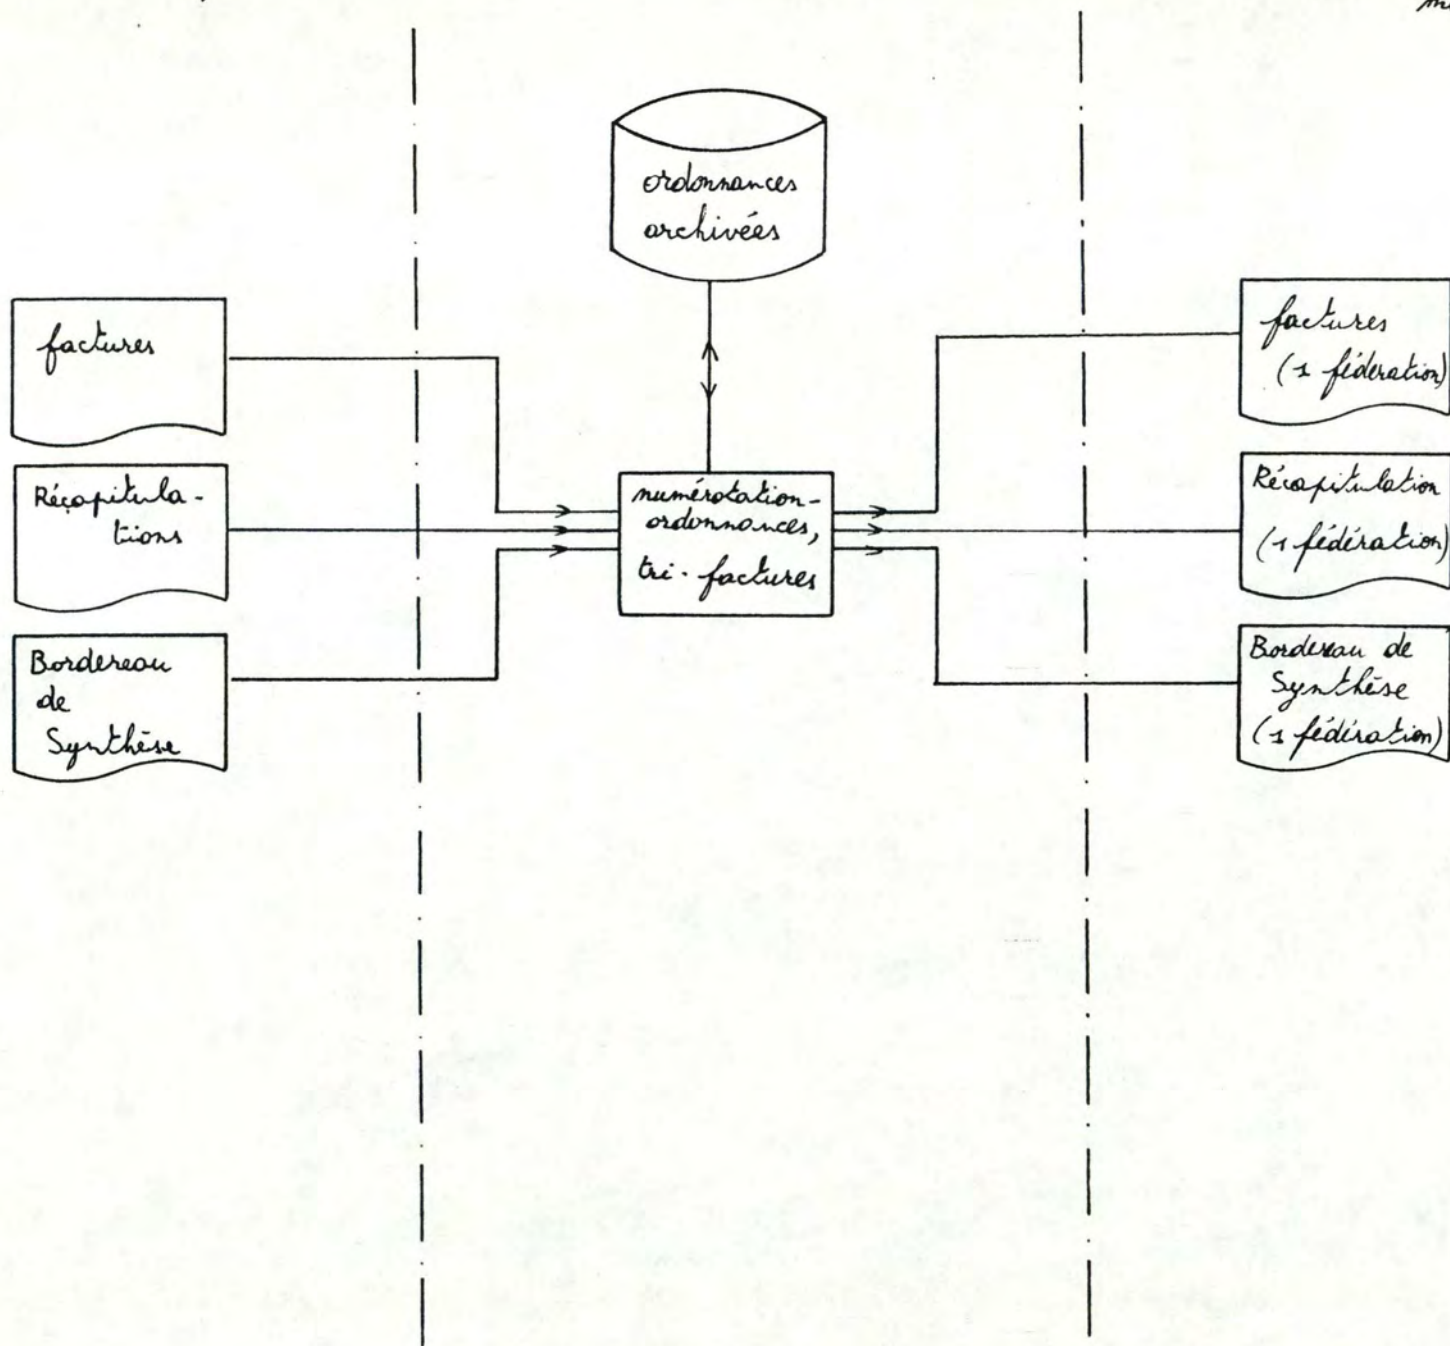 ordonnances
archivées
factures
Récapitula-
tions
Bordereau
de
Synthèse
numérotation-
ordonnances,
tri-factures
factures
(1 féderation)
Récapitulation
(1 fédération)
Bordereau de
Synthèse
(1 fédération)